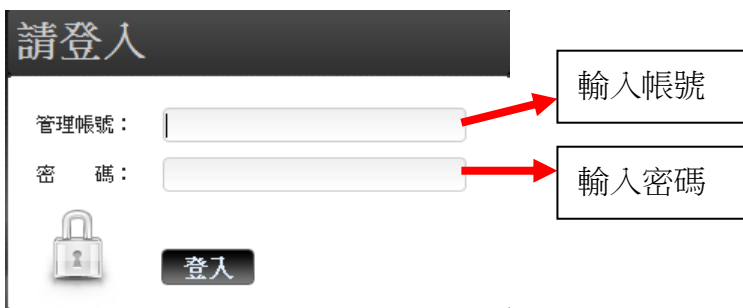 請登入
輸入帳號
管理帳號：
密　　碼：
輸入密碼
登入